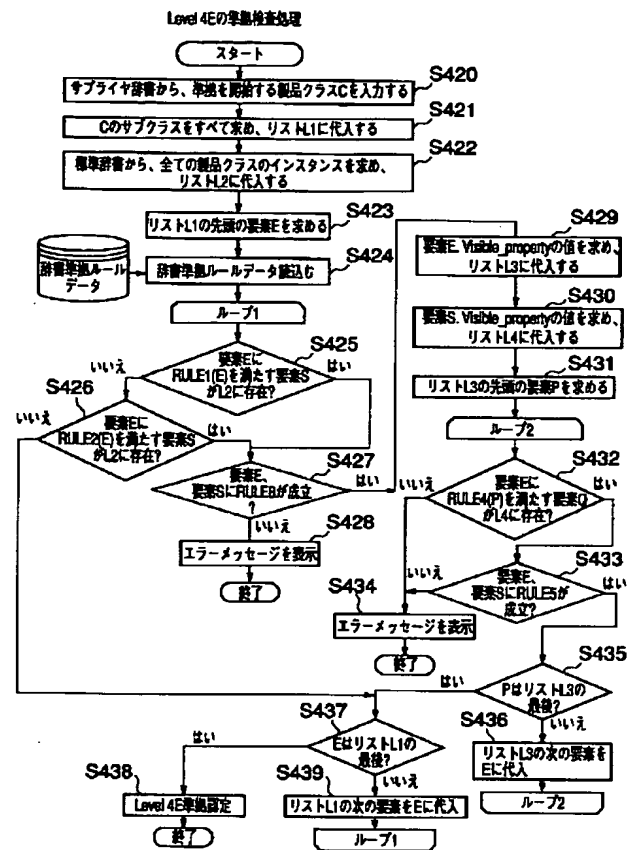 Level 4Eの準拠検査処理
スタート
S420
サプライヤ辞書から、準拠を開始する製品クラスCを入力する
S421
Cのサブクラスをすべて求め、リストL1に代入する
S422
標準辞書から、全ての製品クラスのインスタンスを求め、
リストL2に代入する
S423
リストL1の先頭の要素Eを求める
S424
辞書準拠ルール
データ
辞書準拠ルールデータ読込む
ループ1
S425
要素Eに
RULE1(E)を満たす要素S
がL2に存在?
いいえ
はい
S426
要素Eに
RULE2(E)を満たす要素S
がL2に存在?
いいえ
はい
S427
要素E、
要素SにRULE8が成立
?
はい
いいえ
S428
エラーメッセージを表示
終了
S429
要素E. Visible_propertyの値を求め、
リストL3に代入する
S430
要素S. Visible_propertyの値を求め、
リストL4に代入する
S431
リストL3の先頭の要素Pを求める
ループ2
S432
要素Eに
RULE4(P)を満たす要素Q
がL4に存在?
いいえ
はい
S433
要素E、
要素SにRULE5が
成立?
いいえ
はい
S434
エラーメッセージを表示
終了
S435
PはリストL3の
最後?
はい
いいえ
S436
リストL3の次の要素を
Eに代入
ループ2
S437
EはリストL1の
最後?
はい
いいえ
S438
Level 4E準拠認定
終了
S439
リストL1の次の要素をEに代入
ループ1